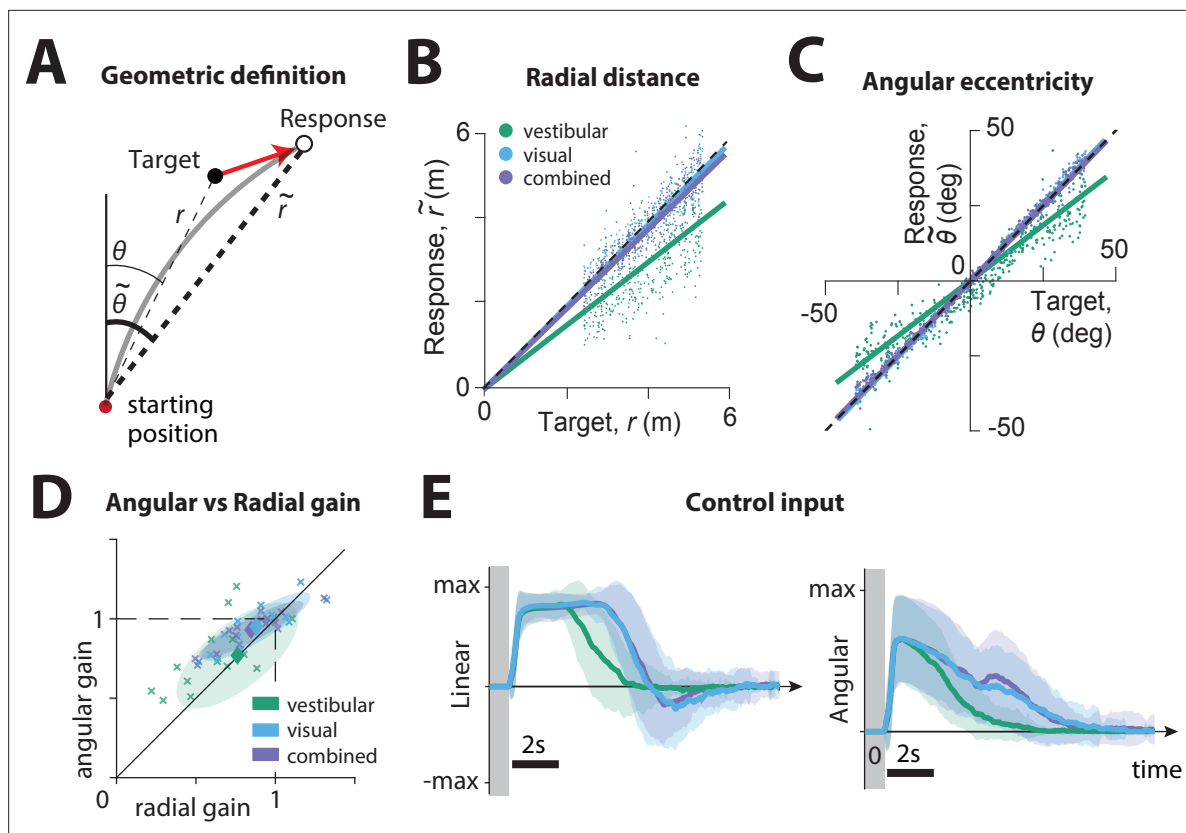 A
Geometric definition
Response
Target
r
r̃
θ
θ̃
starting
position
B
Radial distance
6
vestibular
visual
combined
Response, r̃ (m)
0
0
6
Target, r (m)
C
Angular eccentricity
50
Response,
θ̃ (deg)
0
50
-50
Target,
θ (deg)
-50
D
Angular vs Radial gain
1
angular gain
vestibular
visual
combined
0
1
radial gain
E
Control input
max
Linear
2s
-max
max
Angular
0
2s
time